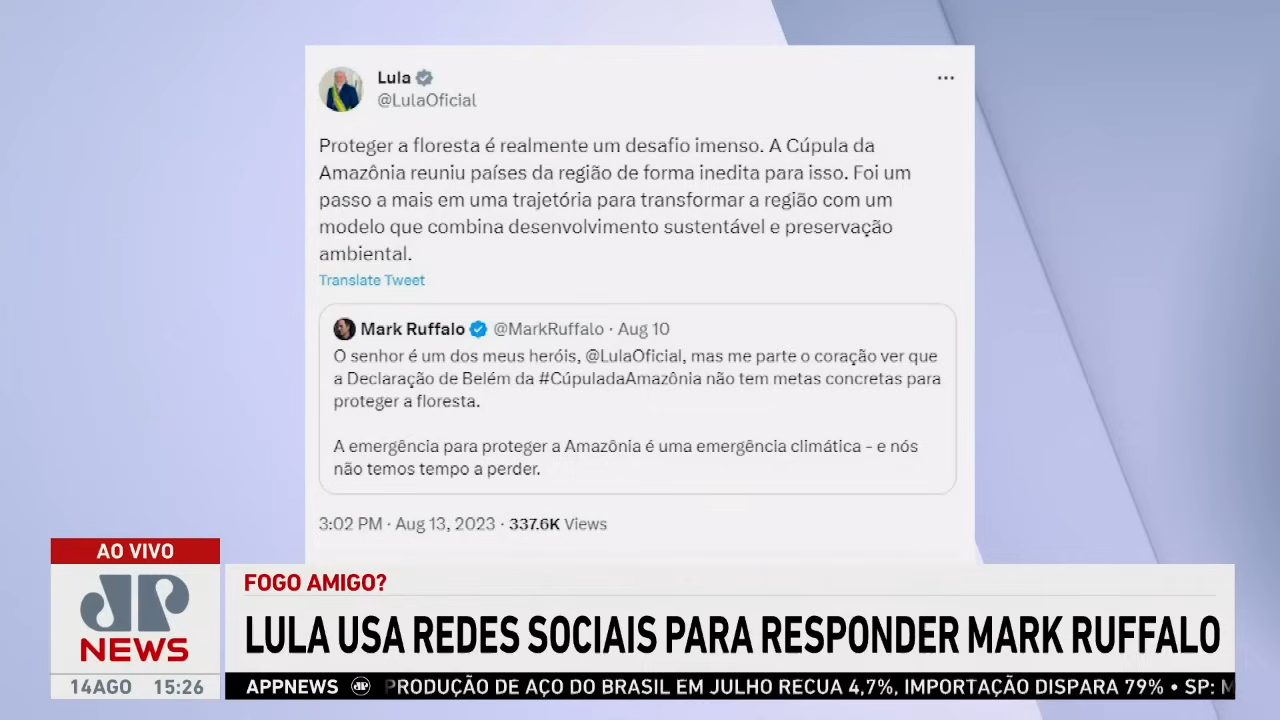 Lula
@LulaOficial
Proteger a floresta é realmente um desafio imenso. A Cúpula da
Amazônia reuniu países da região de forma inedita para isso. Foi um
passo a mais em uma trajetória para transformar a região com um
modelo que combina desenvolvimento sustentável e preservação
ambiental.
Translate Tweet
Mark Ruffalo @MarkRuffalo · Aug 10
O senhor é um dos meus heróis, @LulaOficial, mas me parte o coração ver que
a Declaração de Belém da #CúpuladaAmazônia não tem metas concretas para
proteger a floresta.
A emergência para proteger a Amazônia é uma emergência climática – e nós
não temos tempo a perder.
3:02 PM · Aug 13, 2023 · 337.6K Views
AO VIVO
JP
NEWS
14AGO 15:26
FOGO AMIGO?
LULA USA REDES SOCIAIS PARA RESPONDER MARK RUFFALO
APPNEWS JP PRODUÇÃO DE AÇO DO BRASIL EM JULHO RECUA 4,7%, IMPORTAÇÃO DISPARA 79% • SP: